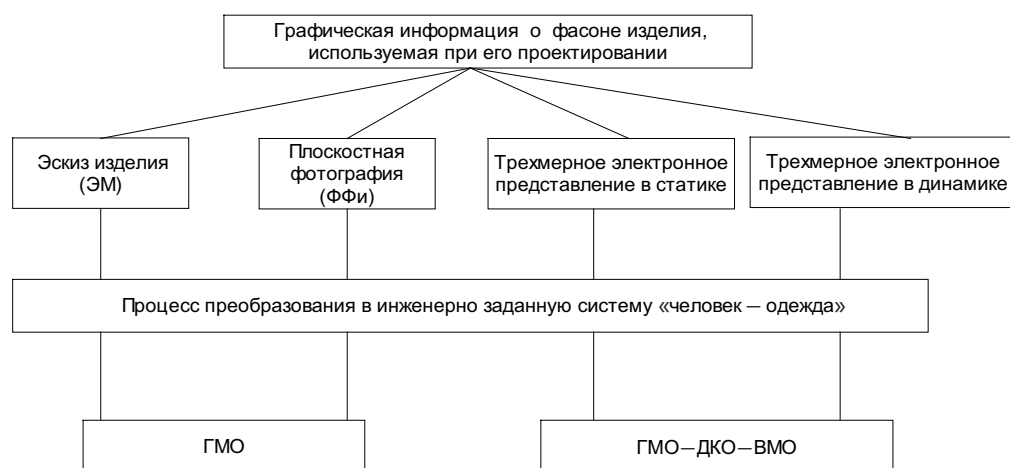 Графическая информация о фасоне изделия,
используемая при его проектировании
Эскиз изделия
(ЭМ)
Плоскостная
фотография
(ФФи)
Трехмерное электронное
представление в статике
Трехмерное электронное
представление в динамике
Процесс преобразования в инженерно заданную систему «человек — одежда»
ГМО
ГМО—ДКО—ВМО